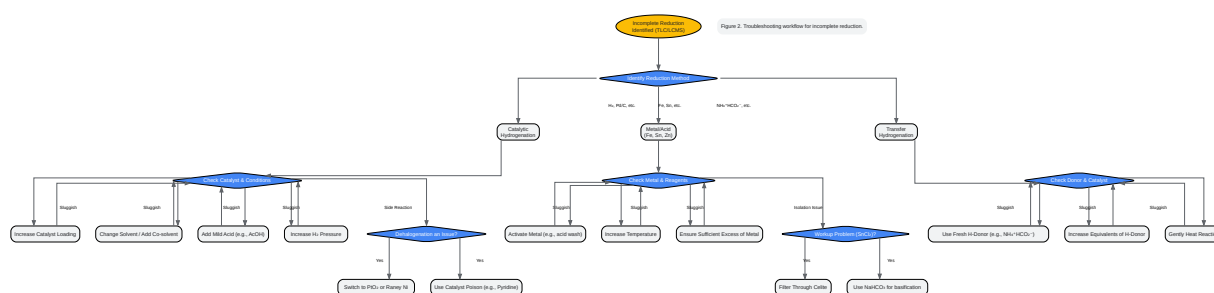 Incomplete Reduction
Identified (TLC/LCMS)
Figure 2. Troubleshooting workflow for incomplete reduction.
Identify Reduction Method
H₂, Pd/C, etc.
Fe, Sn, etc.
NH₄⁺HCO₂⁻, etc.
Catalytic
Hydrogenation
Metal/Acid
(Fe, Sn, Zn)
Transfer
Hydrogenation
Check Catalyst & Conditions
Check Metal & Reagents
Check Donor & Catalyst
Sluggish
Sluggish
Sluggish
Sluggish
Side Reaction
Sluggish
Sluggish
Sluggish
Isolation Issue
Sluggish
Sluggish
Sluggish
Increase Catalyst Loading
Change Solvent / Add Co-solvent
Add Mild Acid (e.g., AcOH)
Increase H₂ Pressure
Dehalogenation an Issue?
Activate Metal (e.g., acid wash)
Increase Temperature
Ensure Sufficient Excess of Metal
Workup Problem (SnCl₂)?
Use Fresh H-Donor (e.g., NH₄⁺HCO₂⁻)
Increase Equivalents of H-Donor
Gently Heat Reacti
Yes
Yes
Yes
Yes
Switch to PtO₂ or Raney Ni
Use Catalyst Poison (e.g., Pyridine)
Filter Through Celite
Use NaHCO₃ for basification